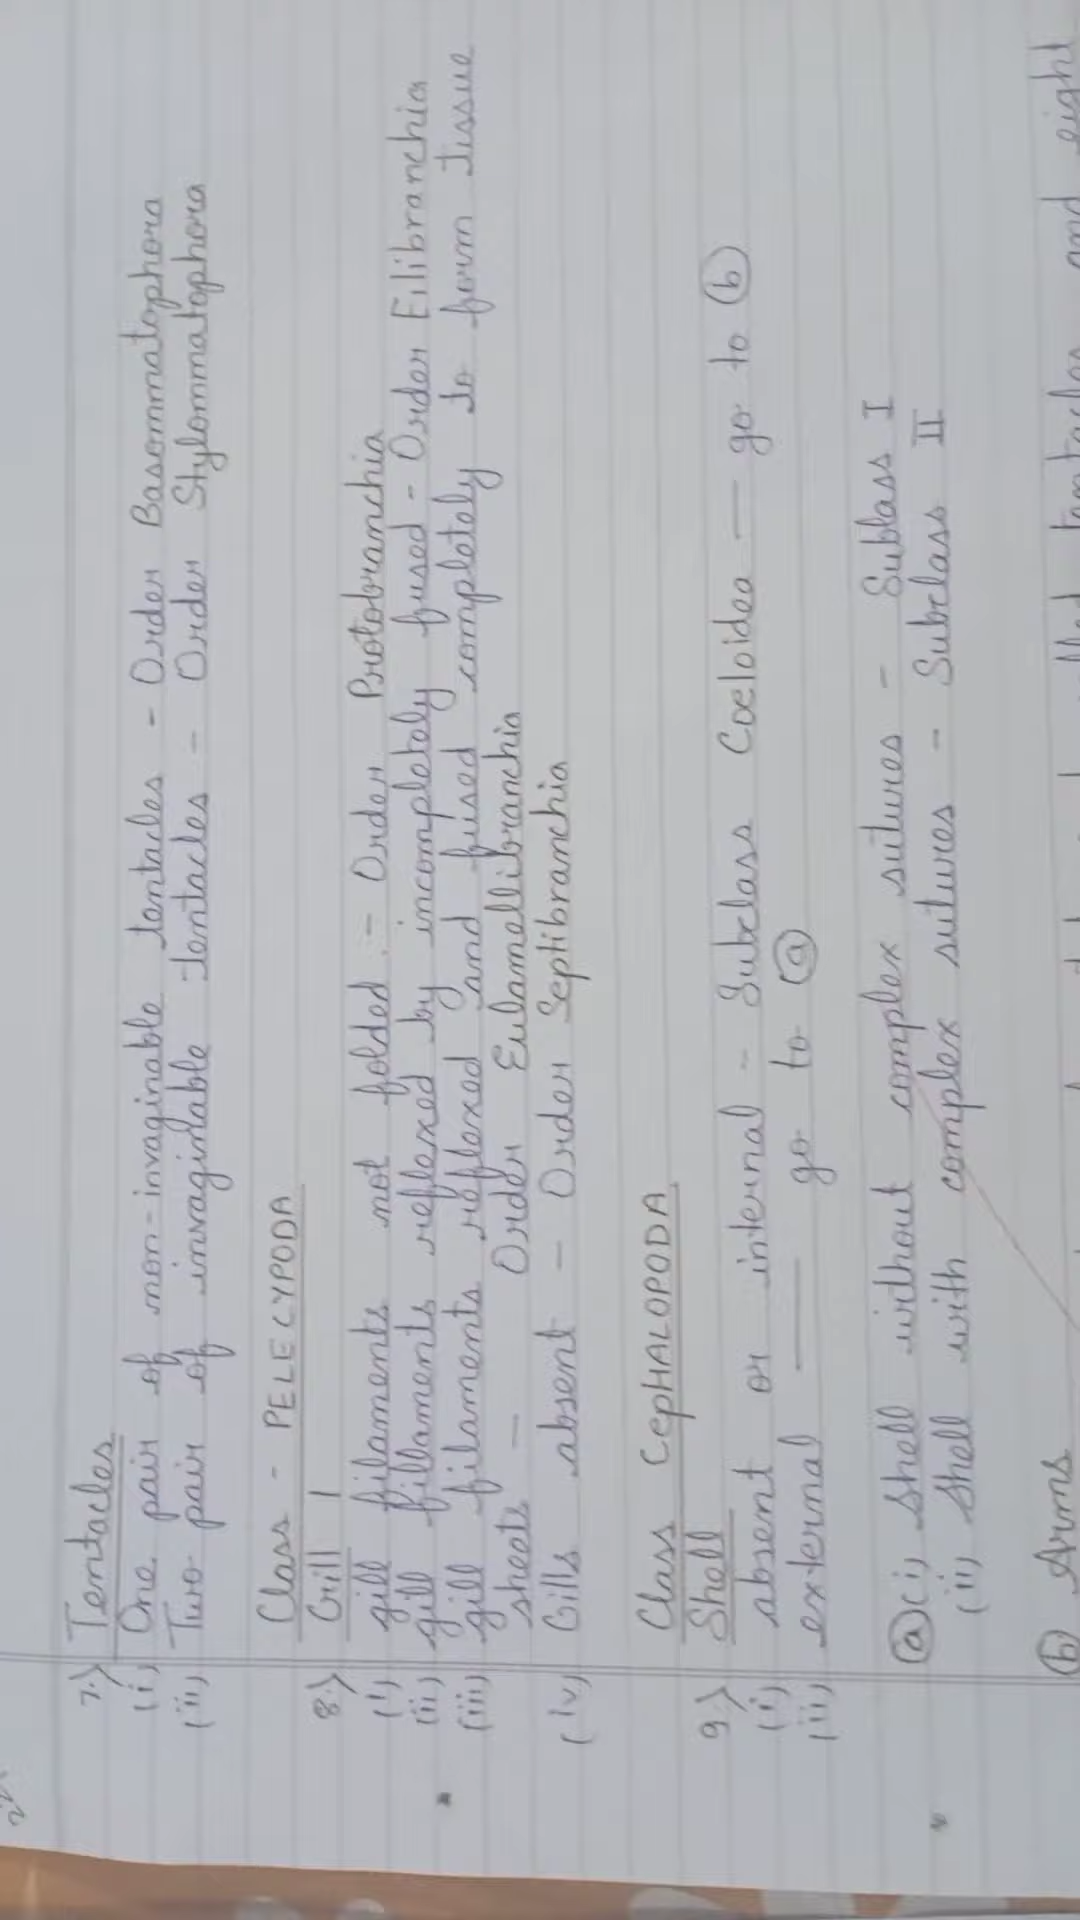 7.) Tentacles
(i) One pair of non-invaginable tentacles - Order Basommatophora
(ii) Two pair of invaginable tentacles - Order Stylommatophora
Class - PELECYPODA
8.) Gill
(i) gill filaments not folded - Order Protobranchia
(ii) gill fillaments reflexed by incompletely fused - Order Filibranchia
(iii) gill filaments reflexed and fused completely to form tissue
sheets - Order Eulamellibranchia
(iv) Gills absent - Order Septibranchia
Class CEPHALOPODA
9.) Shell
(i) absent or internal - Subclass Coeloidea - go to (b)
(ii) external - go to (a)
(a) (i) shell without complex sutures - Sublass I
(ii) shell with complex sutures - Subclass II
(b) Arms and eight